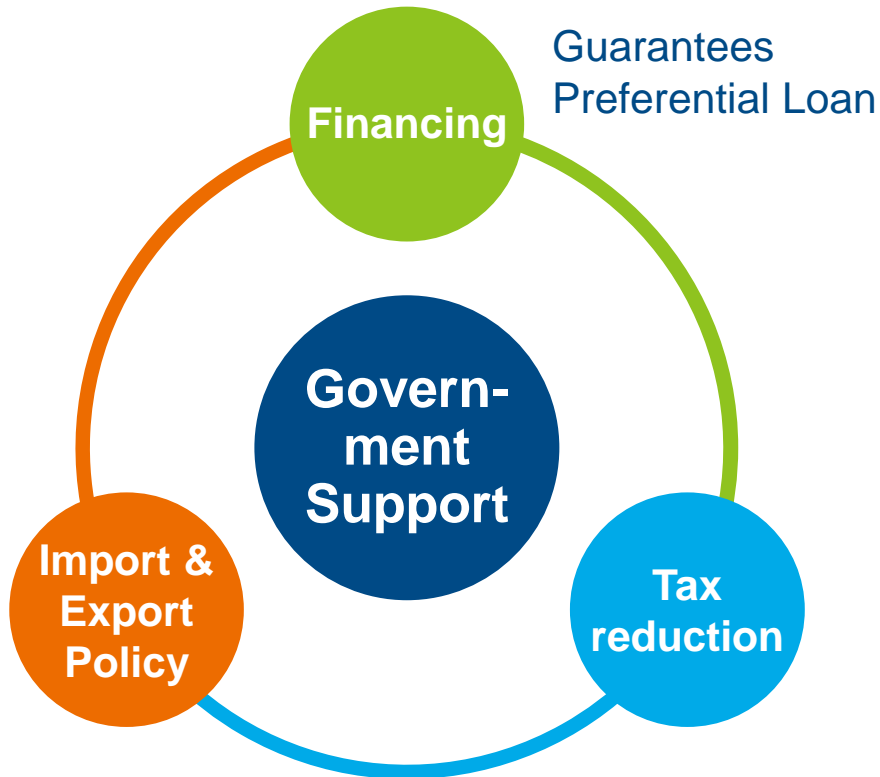 Guarantees
Preferential Loan
Financing
Govern-
ment
Support
Import &
Export
Policy
Tax
reduction